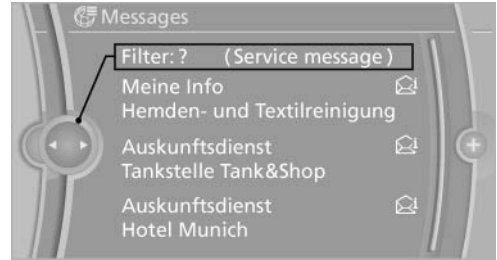 Messages
Filter: ? (Service message)
Meine Info
Hemden- und Textilreinigung
Auskunftsdienst
Tankstelle Tank&Shop
Auskunftsdienst
Hotel Munich